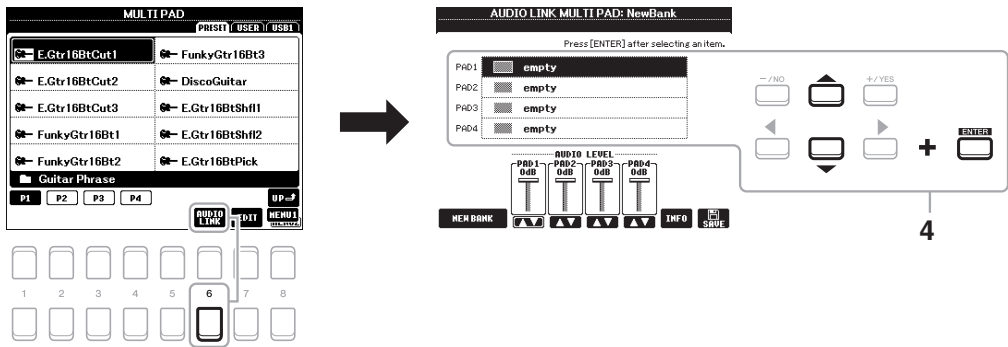 MULTI PAD
PRESET USER USB1
E.Gtr16BtCut1 FunkyGtr16Bt3
E.Gtr16BtCut2 DiscoGuitar
E.Gtr16BtCut3 E.Gtr16BtShfl1
FunkyGtr16Bt1 E.Gtr16BtShfl2
FunkyGtr16Bt2 E.Gtr16BtPick
Guitar Phrase
P1 P2 P3 P4 UP
AUDIO LINK EDIT MENU1
MENU2
1 2 3 4 5 6 7 8
AUDIO LINK MULTI PAD: NewBank
Press [ENTER] after selecting an item.
PAD1 empty
PAD2 empty
PAD3 empty
PAD4 empty
AUDIO LEVEL
PAD1 PAD2 PAD3 PAD4
0dB 0dB 0dB 0dB
NEW BANK INFO SAVE
–/NO +/YES
+ ENTER
4